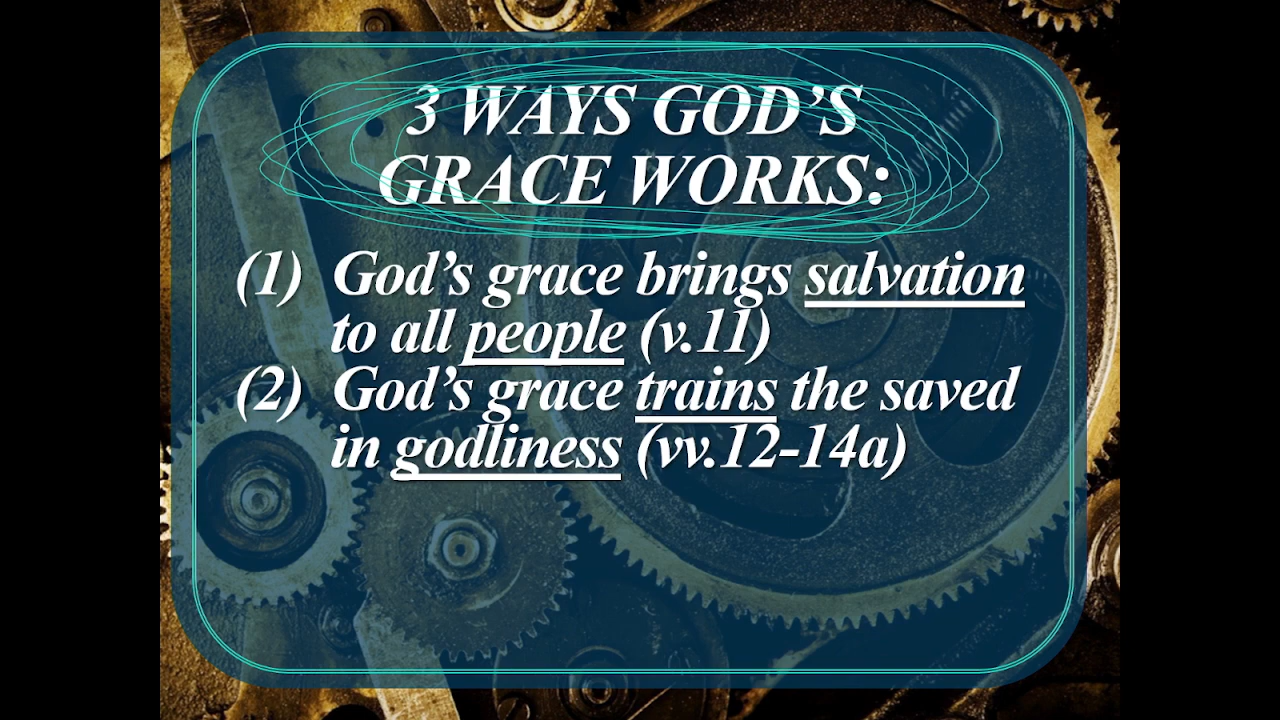 3 WAYS GOD’S
GRACE WORKS:
(1) God’s grace brings salvation
to all people (v.11)
(2) God’s grace trains the saved
in godliness (vv.12-14a)